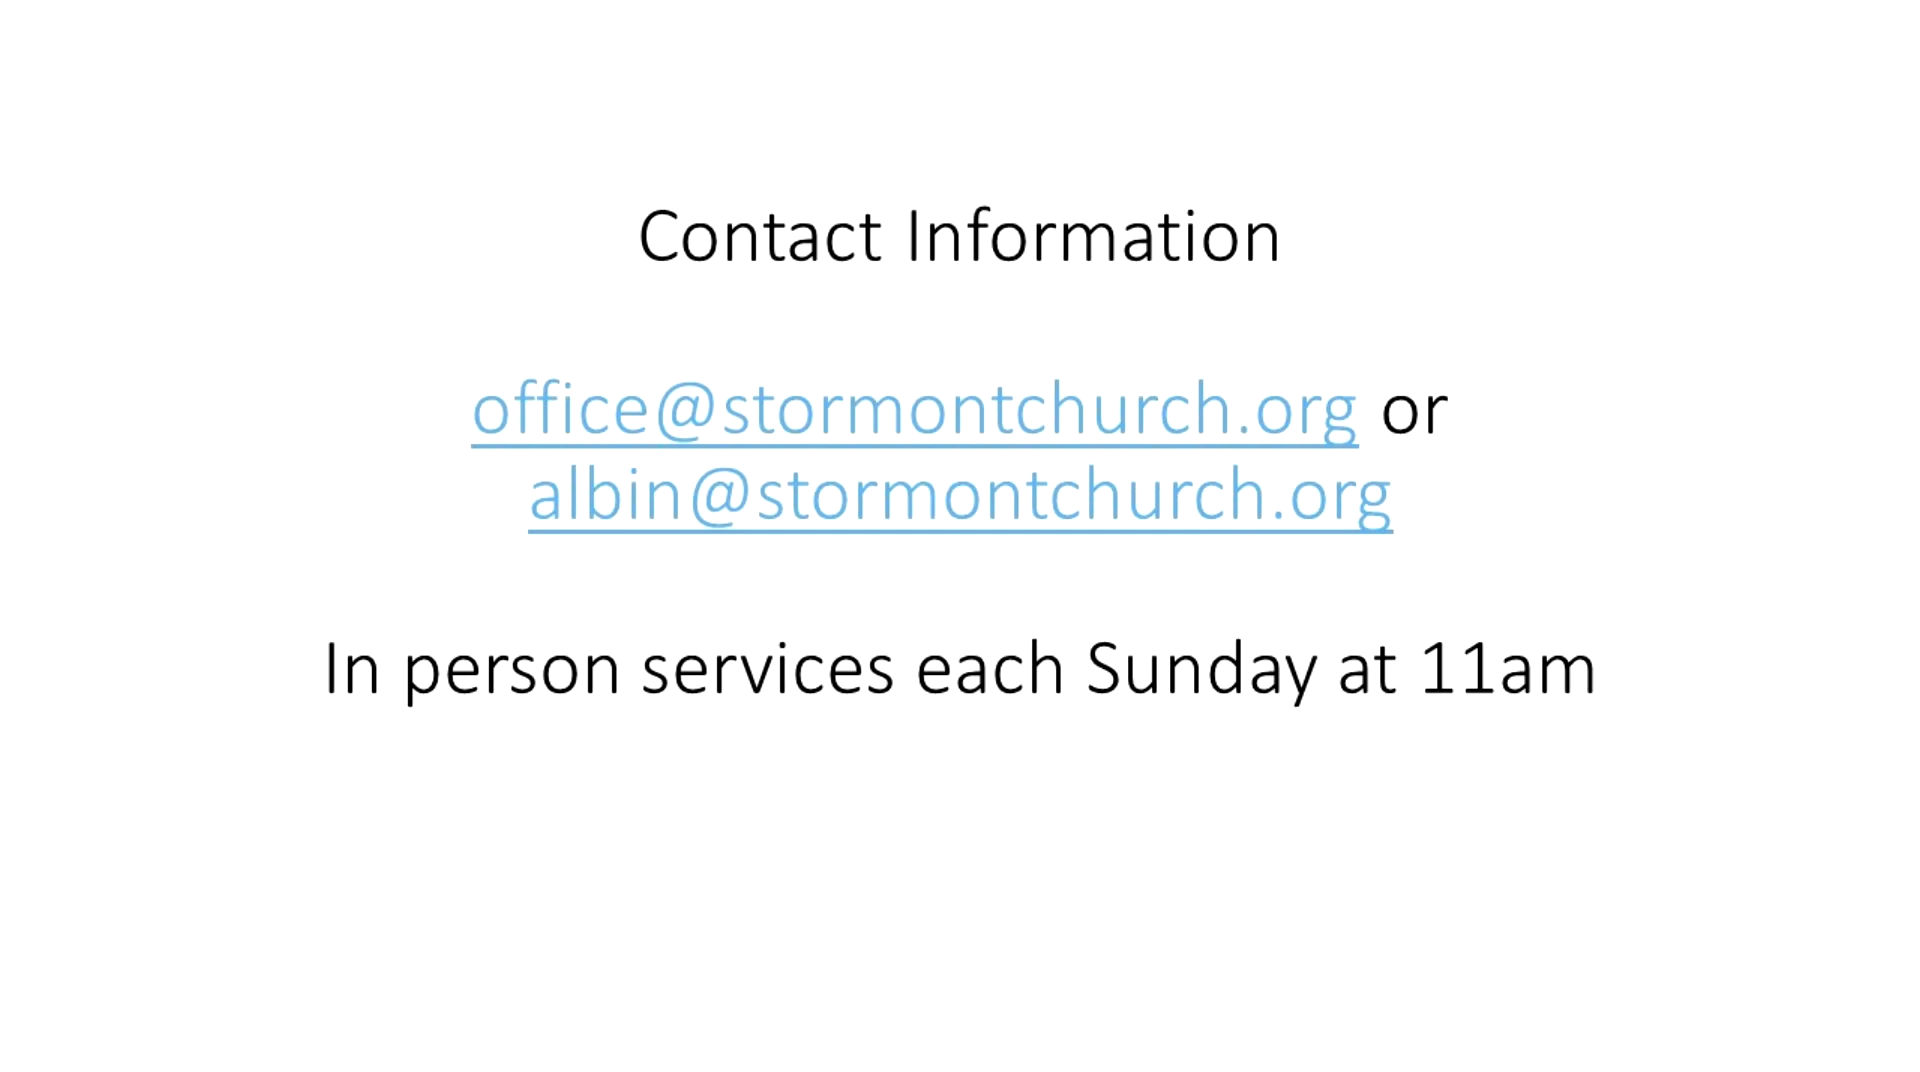 Contact Information
office@stormontchurch.org or
albin@stormontchurch.org
In person services each Sunday at 11am